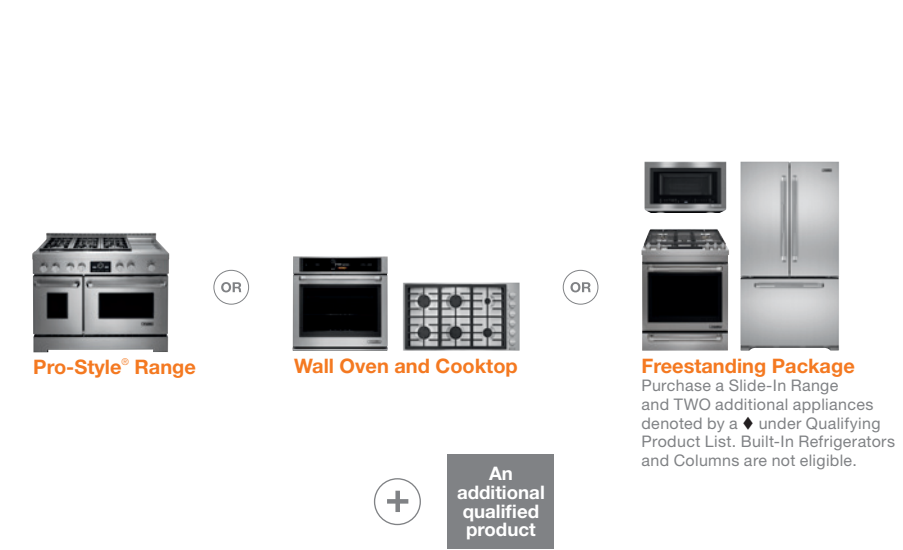 OR
OR
Pro-Style® Range
Wall Oven and Cooktop
Freestanding Package
Purchase a Slide-In Range
and TWO additional appliances
denoted by a ♦ under Qualifying
Product List. Built-In Refrigerators
and Columns are not eligible.
+
An
additional
qualified
product